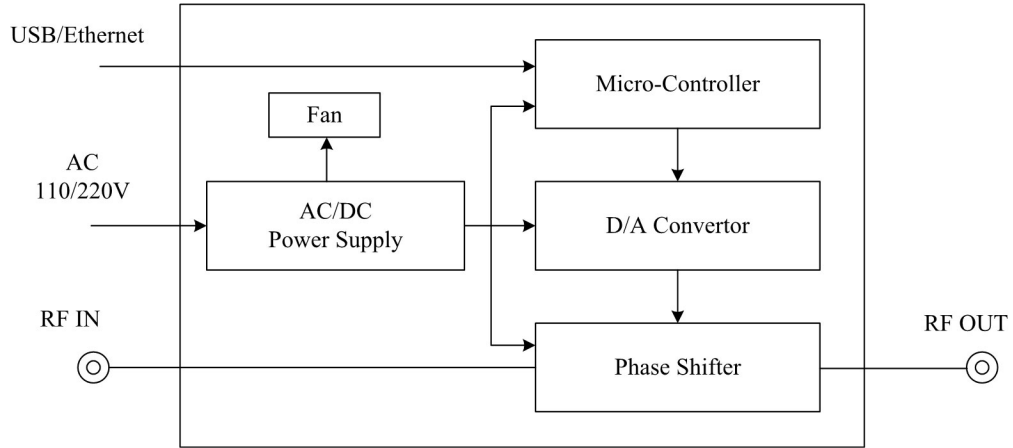 USB/Ethernet
Micro-Controller
Fan
AC
110/220V
AC/DC
Power Supply
D/A Convertor
RF IN
Phase Shifter
RF OUT